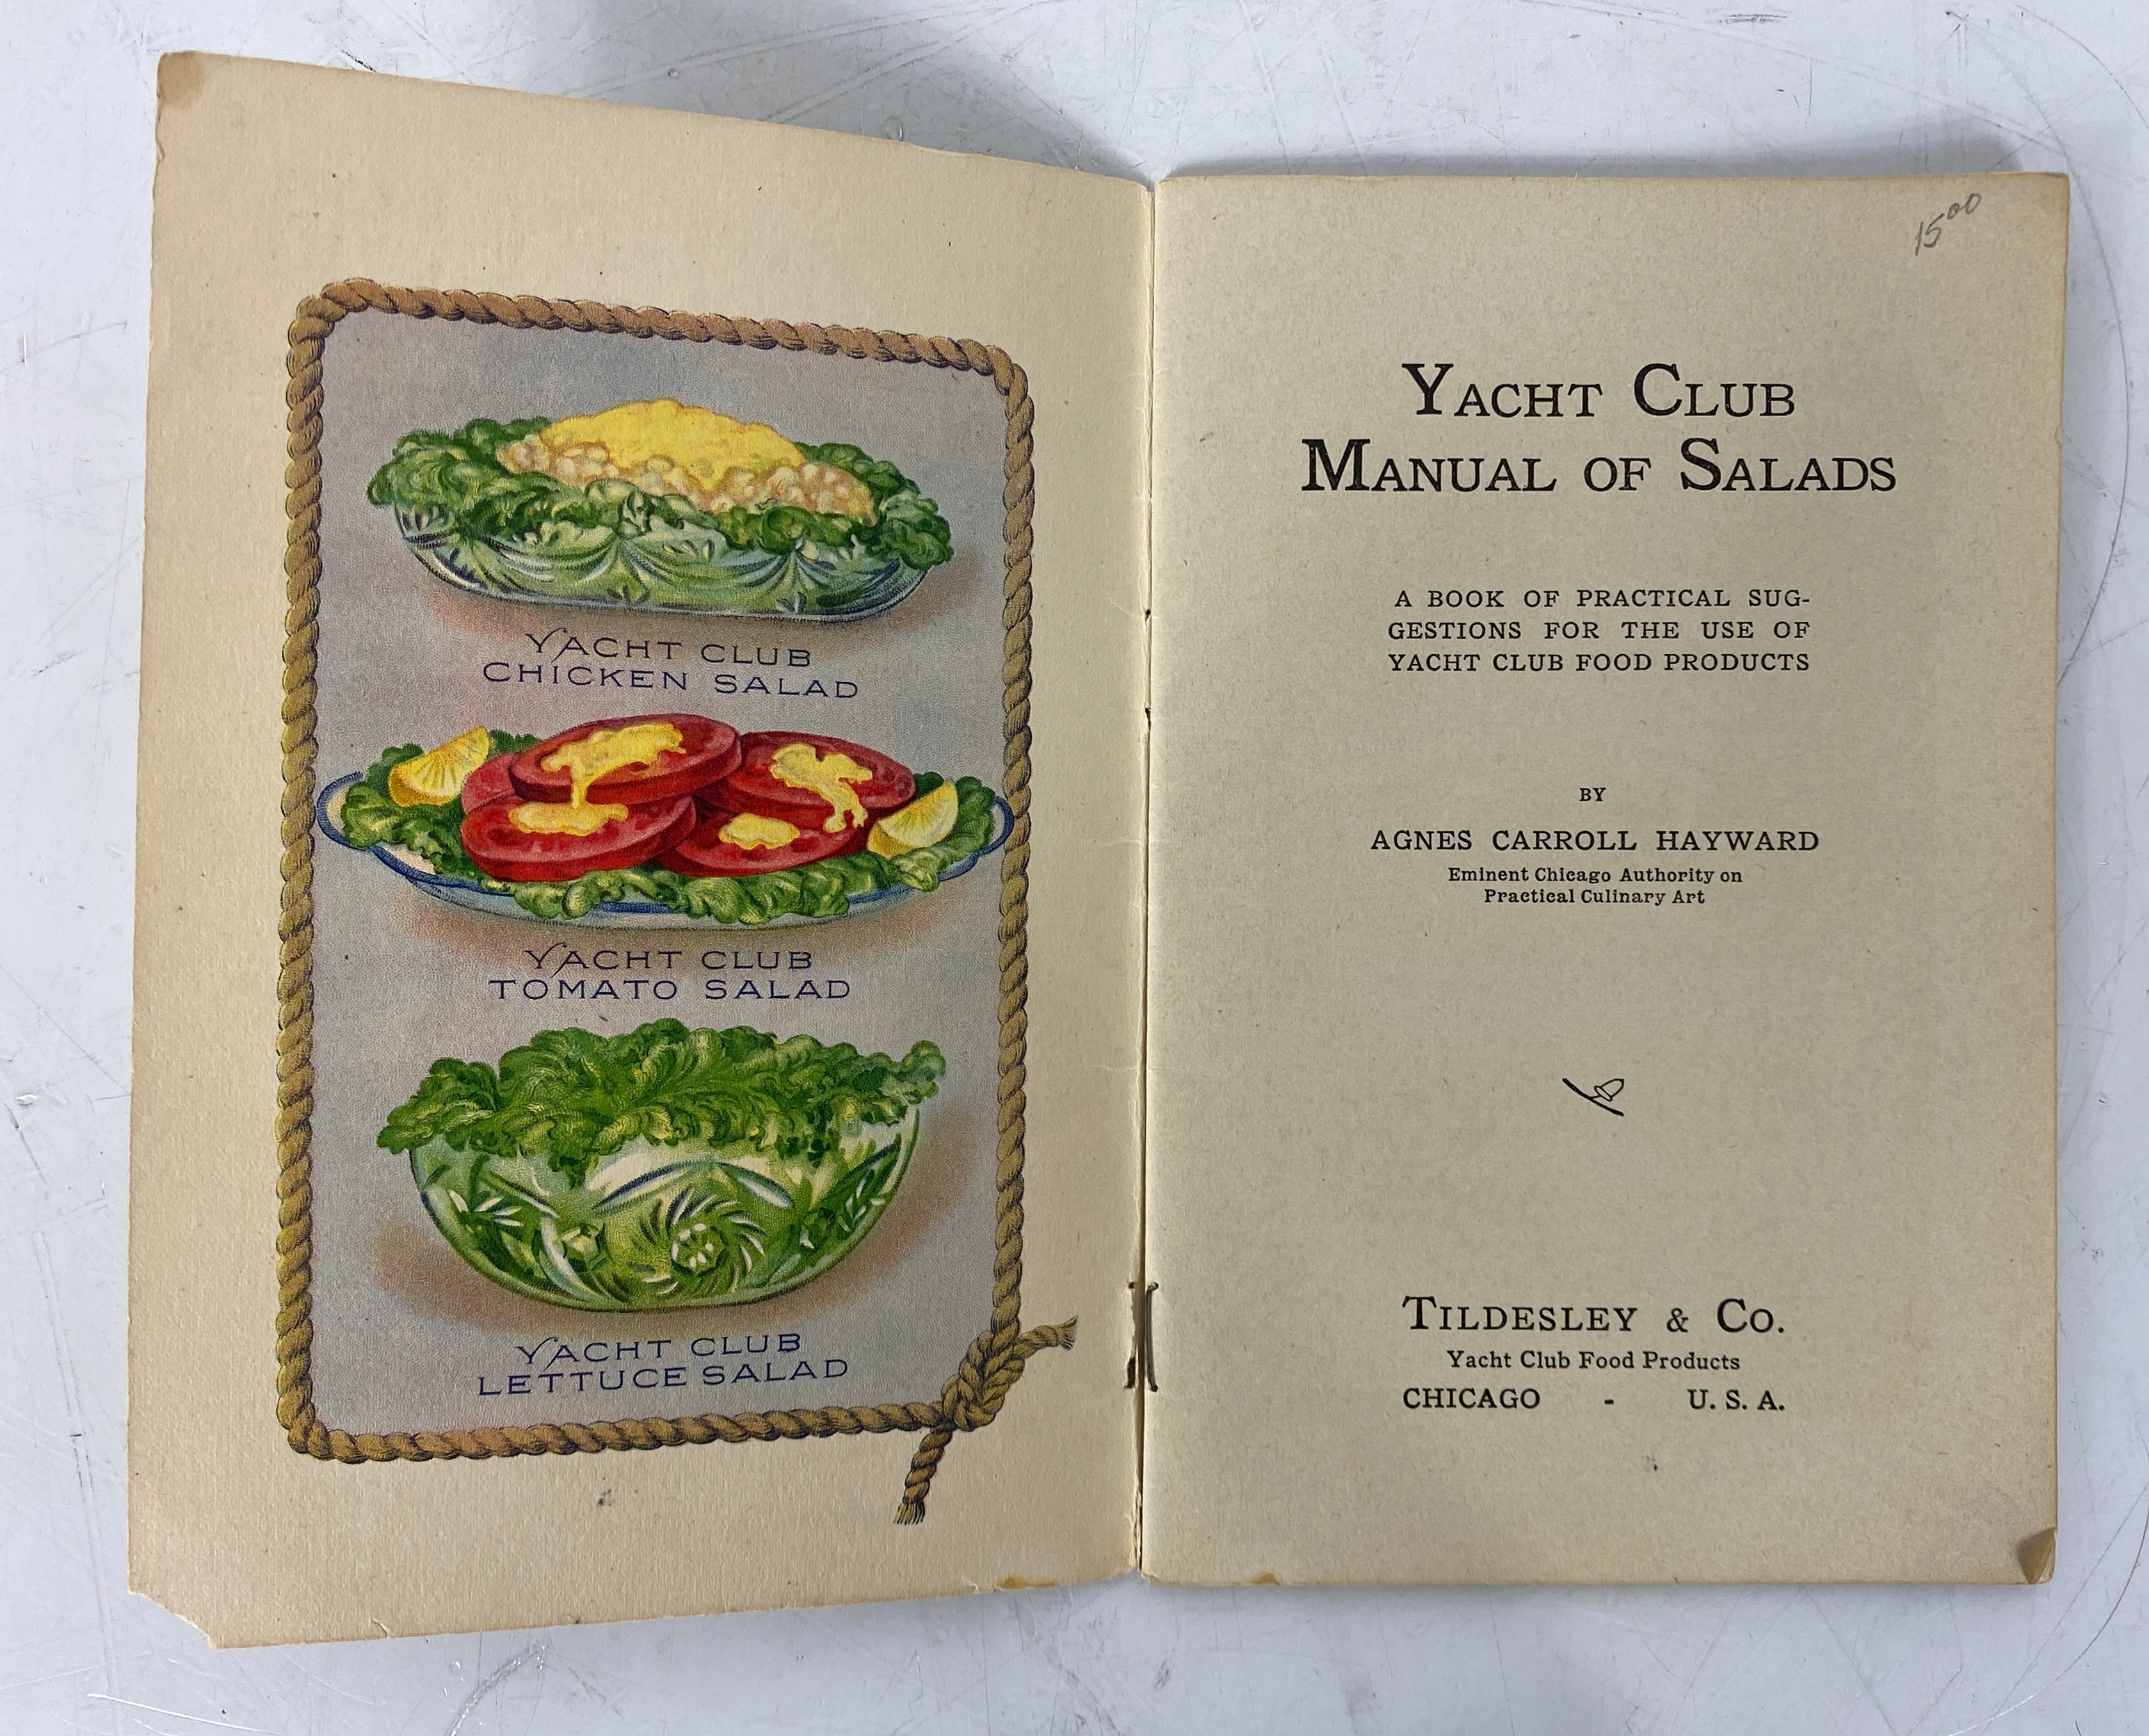 YACHT CLUB
CHICKEN SALAD
YACHT CLUB
TOMATO SALAD
YACHT CLUB
LETTUCE SALAD
15⁰⁰
YACHT CLUB
MANUAL OF SALADS
A BOOK OF PRACTICAL SUG-
GESTIONS FOR THE USE OF
YACHT CLUB FOOD PRODUCTS
BY
AGNES CARROLL HAYWARD
Eminent Chicago Authority on
Practical Culinary Art
TILDESLEY & CO.
Yacht Club Food Products
CHICAGO - U. S. A.